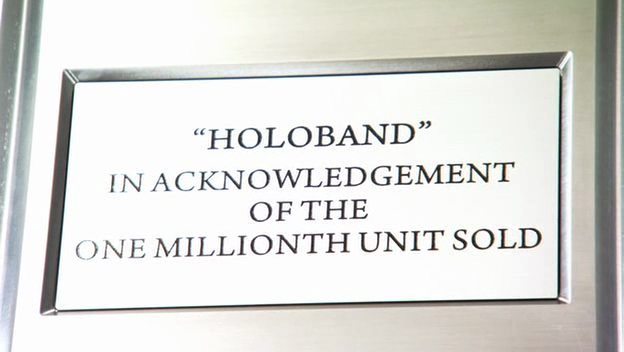 “HOLOBAND”
IN ACKNOWLEDGEMENT
OF THE
ONE MILLIONTH UNIT SOLD